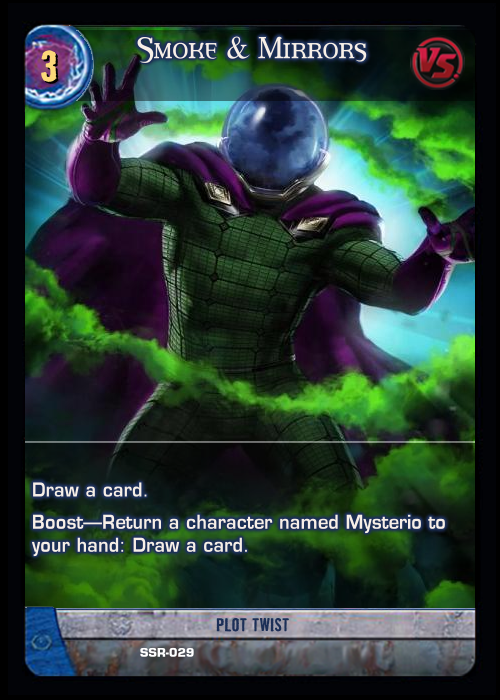 3
Smoke & Mirrors
VS
Draw a card.
Boost—Return a character named Mysterio to
your hand: Draw a card.
PLOT TWIST
SSR-029